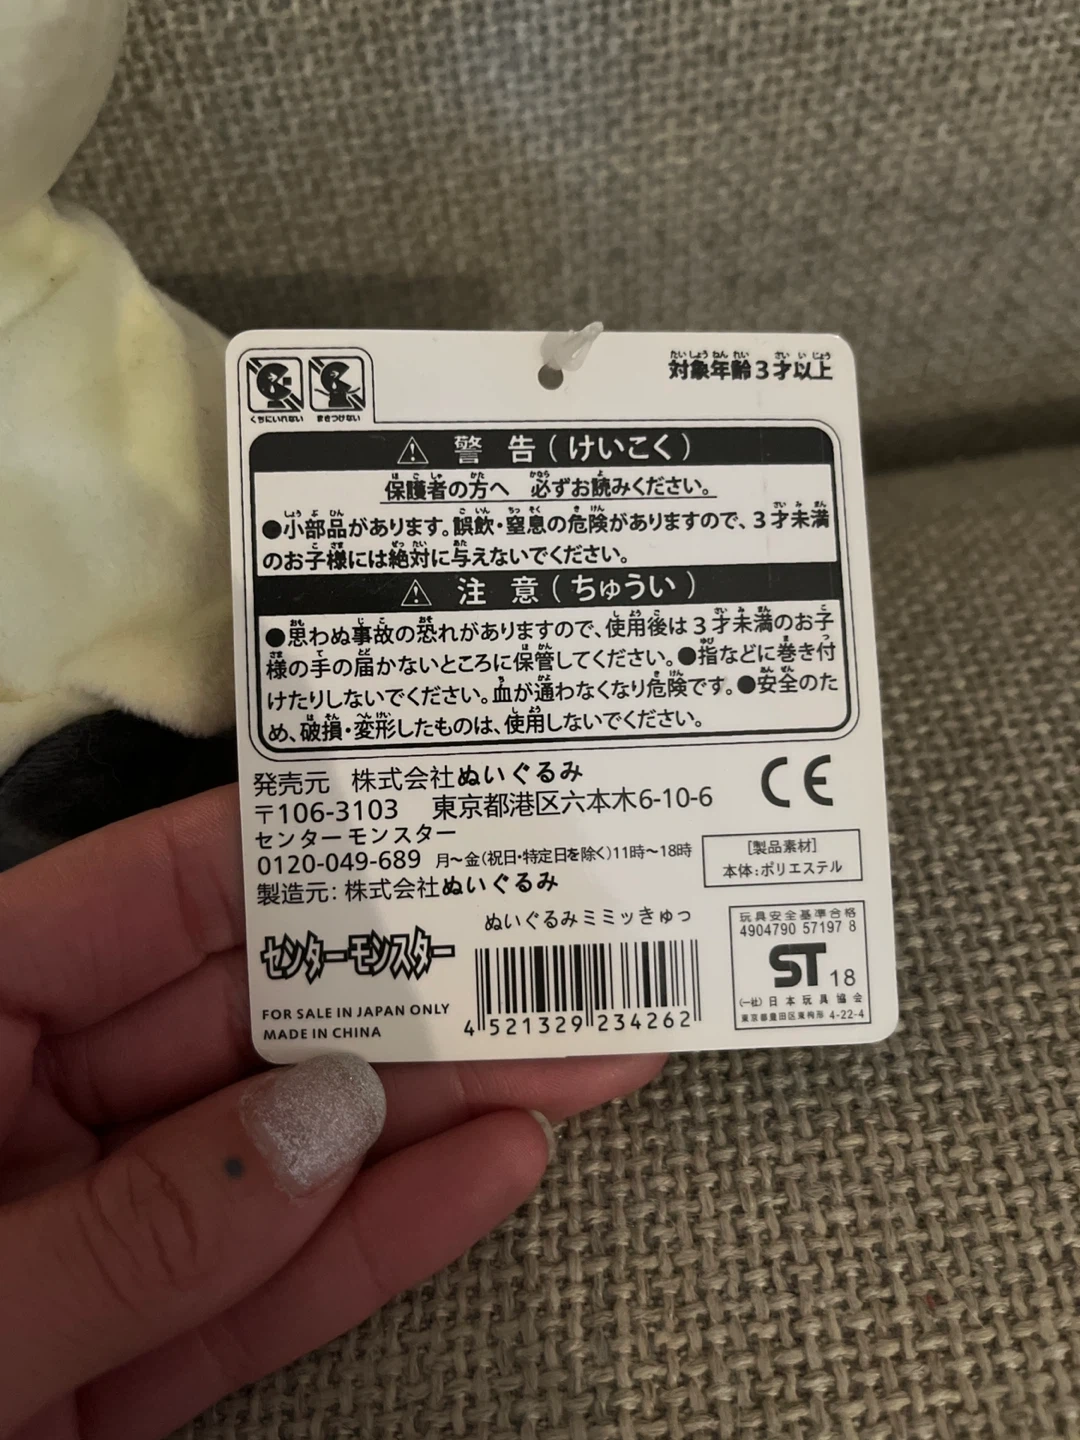 対象年齢3才以上
くちにいれない まきつけない
⚠ 警告(けいこく)
保護者の方へ 必ずお読みください。
●小部品があります。誤飲・窒息の危険がありますので、3才未満
のお子様には絶対に与えないでください。
⚠ 注意(ちゅうい)
●思わぬ事故の恐れがありますので、使用後は3才未満のお子
様の手の届かないところに保管してください。●指などに巻き付
けたりしないでください。血が通わなくなり危険です。●安全のた
め、破損・変形したものは、使用しないでください。
発売元 株式会社ぬいぐるみ
〒106-3103 東京都港区六本木6-10-6
センターモンスター
0120-049-689 月~金(祝日・特定日を除く)11時~18時
製造元: 株式会社ぬいぐるみ
CE
[製品素材]
本体:ポリエステル
センターモンスター
FOR SALE IN JAPAN ONLY
MADE IN CHINA
ぬいぐるみミミッきゅっ
4 521329 234262
玩具安全基準合格
4904790 57197 8
ST 18
(一社)日本玩具協会
東京都豊田区東拘形 4-22-4